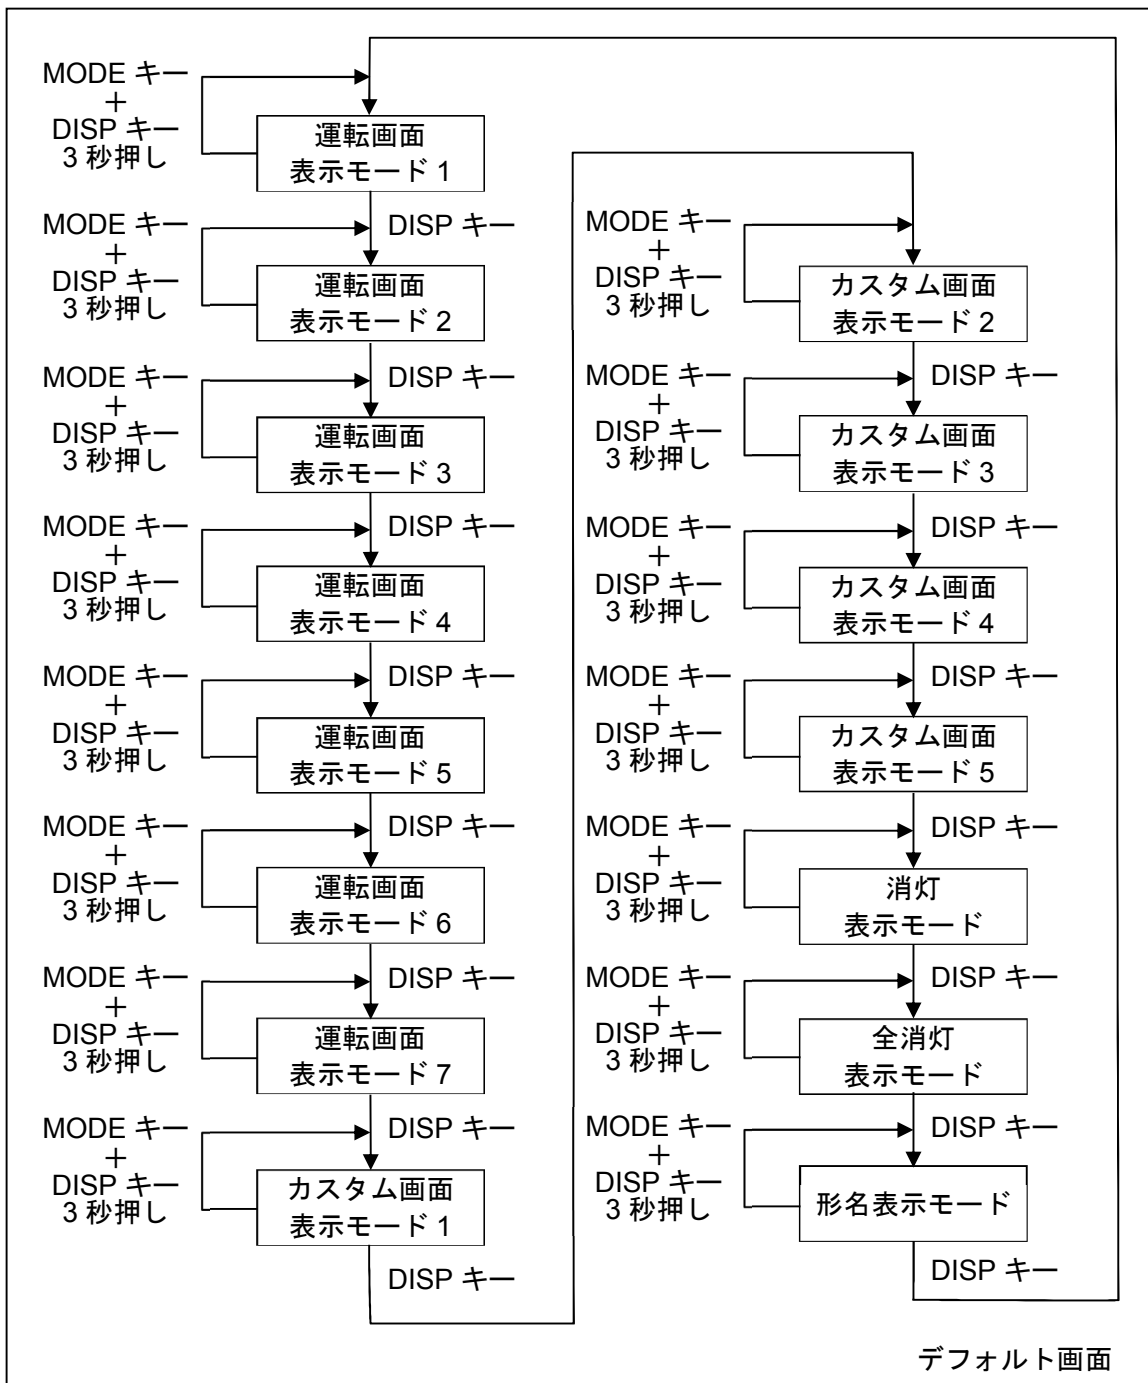 MODE キー
＋
DISP キー
3 秒押し
運転画面
表示モード 1
MODE キー
＋
DISP キー
3 秒押し
DISP キー
運転画面
表示モード 2
MODE キー
＋
DISP キー
3 秒押し
DISP キー
運転画面
表示モード 3
MODE キー
＋
DISP キー
3 秒押し
DISP キー
運転画面
表示モード 4
MODE キー
＋
DISP キー
3 秒押し
DISP キー
運転画面
表示モード 5
MODE キー
＋
DISP キー
3 秒押し
DISP キー
運転画面
表示モード 6
MODE キー
＋
DISP キー
3 秒押し
DISP キー
運転画面
表示モード 7
MODE キー
＋
DISP キー
3 秒押し
DISP キー
カスタム画面
表示モード 1
DISP キー
MODE キー
＋
DISP キー
3 秒押し
カスタム画面
表示モード 2
MODE キー
＋
DISP キー
3 秒押し
DISP キー
カスタム画面
表示モード 3
MODE キー
＋
DISP キー
3 秒押し
DISP キー
カスタム画面
表示モード 4
MODE キー
＋
DISP キー
3 秒押し
DISP キー
カスタム画面
表示モード 5
MODE キー
＋
DISP キー
3 秒押し
DISP キー
消灯
表示モード
MODE キー
＋
DISP キー
3 秒押し
DISP キー
全消灯
表示モード
MODE キー
＋
DISP キー
3 秒押し
DISP キー
形名表示モード
DISP キー
デフォルト画面